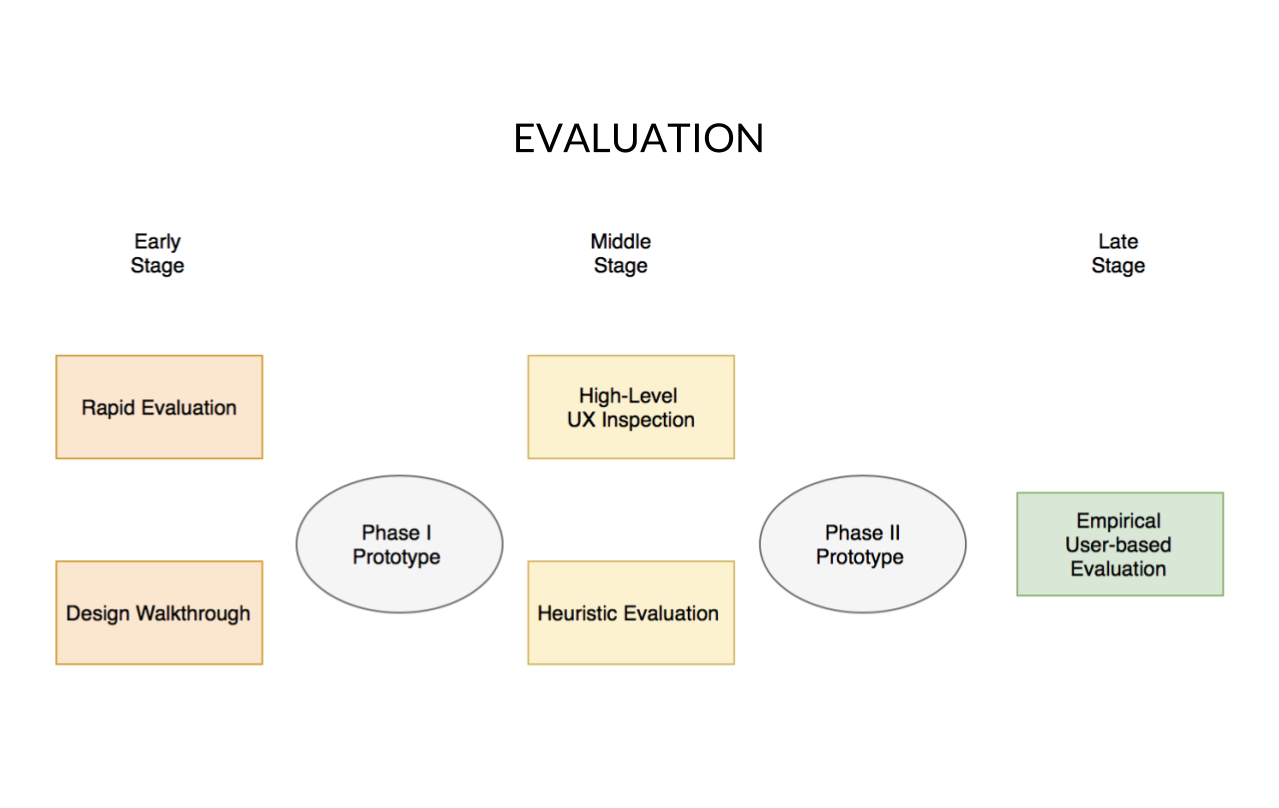 EVALUATION
Early
Stage
Middle
Stage
Late
Stage
Rapid Evaluation
High-Level
UX Inspection
Phase I
Prototype
Phase II
Prototype
Empirical
User-based
Evaluation
Design Walkthrough
Heuristic Evaluation